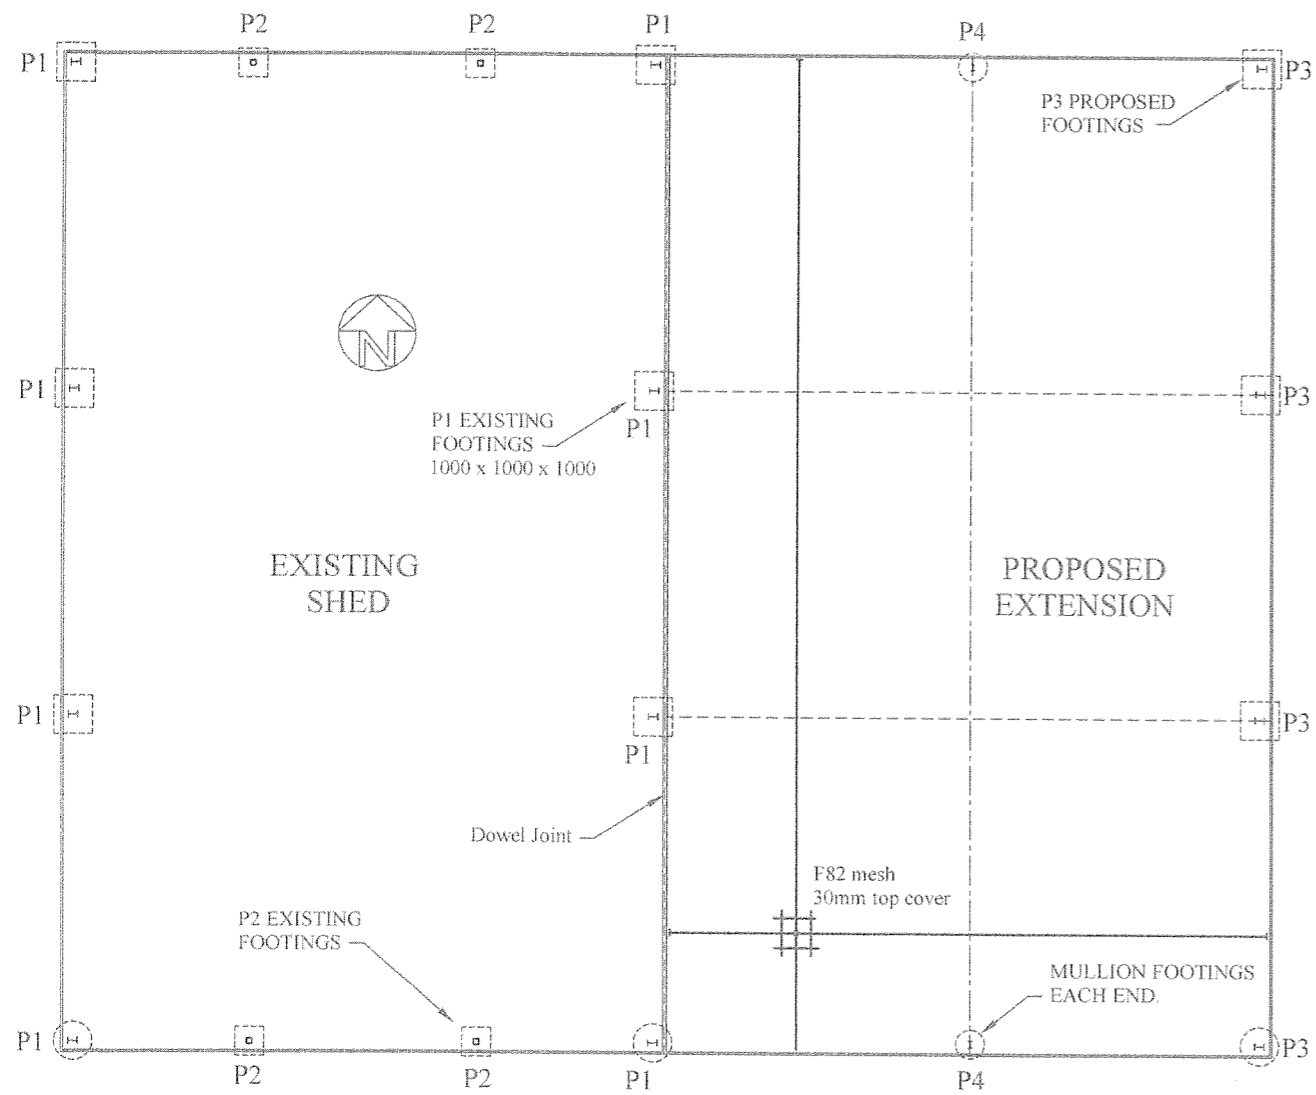 P2
P2
P1
P4
P1
P3
P3 PROPOSED
FOOTINGS
N
P1
P3
P1 EXISTING
FOOTINGS
1000 x 1000 x 1000
P1
EXISTING
SHED
PROPOSED
EXTENSION
P1
P3
P1
Dowel Joint
F82 mesh
30mm top cover
P2 EXISTING
FOOTINGS
MULLION FOOTINGS
EACH END.
P1
P3
P2
P2
P1
P4